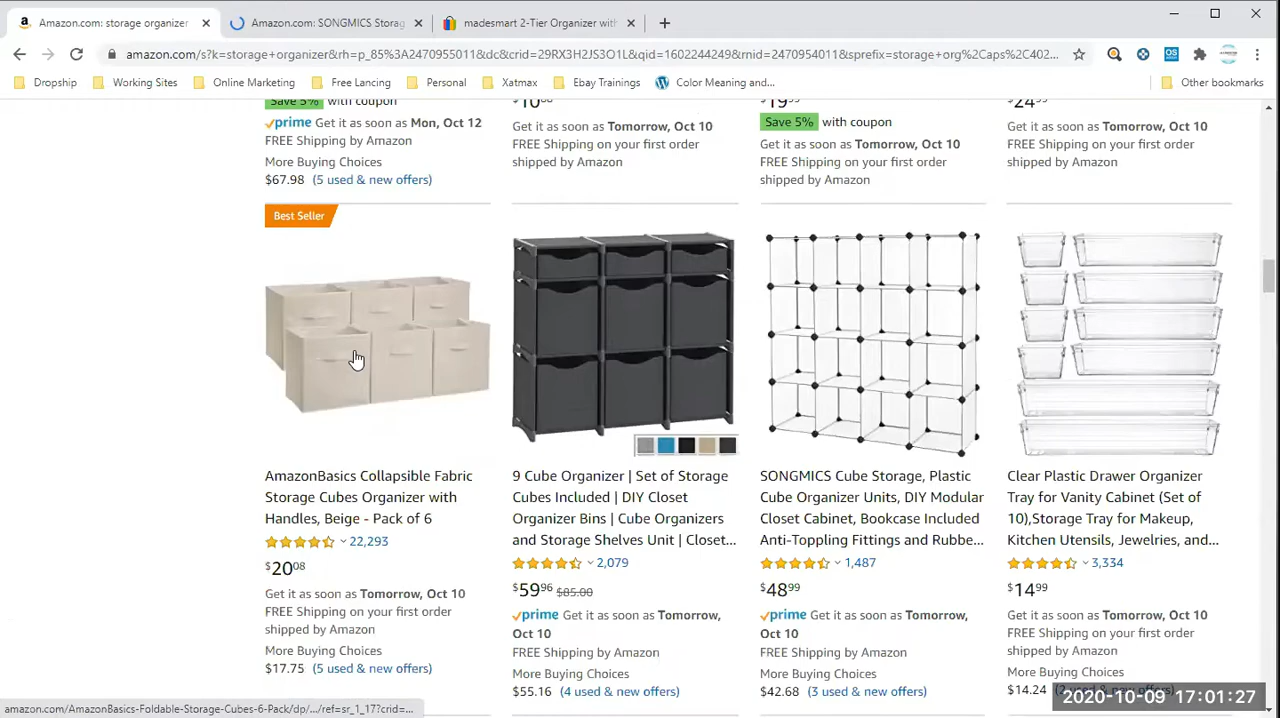 Amazon.com: storage organizer
Amazon.com: SONGMICS Storag
madesmart 2-Tier Organizer with
amazon.com/s?k=storage+organizer&rh=p_85%3A2470955011&dc&crid=29RX3H2JS3O1L&qid=1602244249&rnid=2470954011&sprefix=storage+org%2Caps%2C402...
Dropship
Working Sites
Online Marketing
Free Lancing
Personal
Xatmax
Ebay Trainings
Color Meaning and...
Other bookmarks
Save 5% with coupon
prime Get it as soon as Mon, Oct 12
FREE Shipping by Amazon
More Buying Choices
$67.98 (5 used & new offers)
Get it as soon as Tomorrow, Oct 10
FREE Shipping on your first order
shipped by Amazon
$19.99
Save 5% with coupon
Get it as soon as Tomorrow, Oct 10
FREE Shipping on your first order
shipped by Amazon
$24.99
Get it as soon as Tomorrow, Oct 10
FREE Shipping on your first order
shipped by Amazon
Best Seller
AmazonBasics Collapsible Fabric
Storage Cubes Organizer with
Handles, Beige - Pack of 6
22,293
$20.08
Get it as soon as Tomorrow, Oct 10
FREE Shipping on your first order
shipped by Amazon
More Buying Choices
$17.75 (5 used & new offers)
9 Cube Organizer | Set of Storage
Cubes Included | DIY Closet
Organizer Bins | Cube Organizers
and Storage Shelves Unit | Closet...
2,079
$59.96 $85.00
prime Get it as soon as Tomorrow,
Oct 10
FREE Shipping by Amazon
More Buying Choices
$55.16 (4 used & new offers)
SONGMICS Cube Storage, Plastic
Cube Organizer Units, DIY Modular
Closet Cabinet, Bookcase Included
Anti-Toppling Fittings and Rubbe...
1,487
$48.99
prime Get it as soon as Tomorrow,
Oct 10
FREE Shipping by Amazon
More Buying Choices
$42.68 (3 used & new offers)
Clear Plastic Drawer Organizer
Tray for Vanity Cabinet (Set of
10),Storage Tray for Makeup,
Kitchen Utensils, Jewelries, and...
3,334
$14.99
Get it as soon as Tomorrow, Oct 10
FREE Shipping on your first order
shipped by Amazon
More Buying Choices
$14.24
amazon.com/AmazonBasics-Foldable-Storage-Cubes-6-Pack/dp/.../ref=sr_1_17?crid=...
2020-10-09 17:01:27